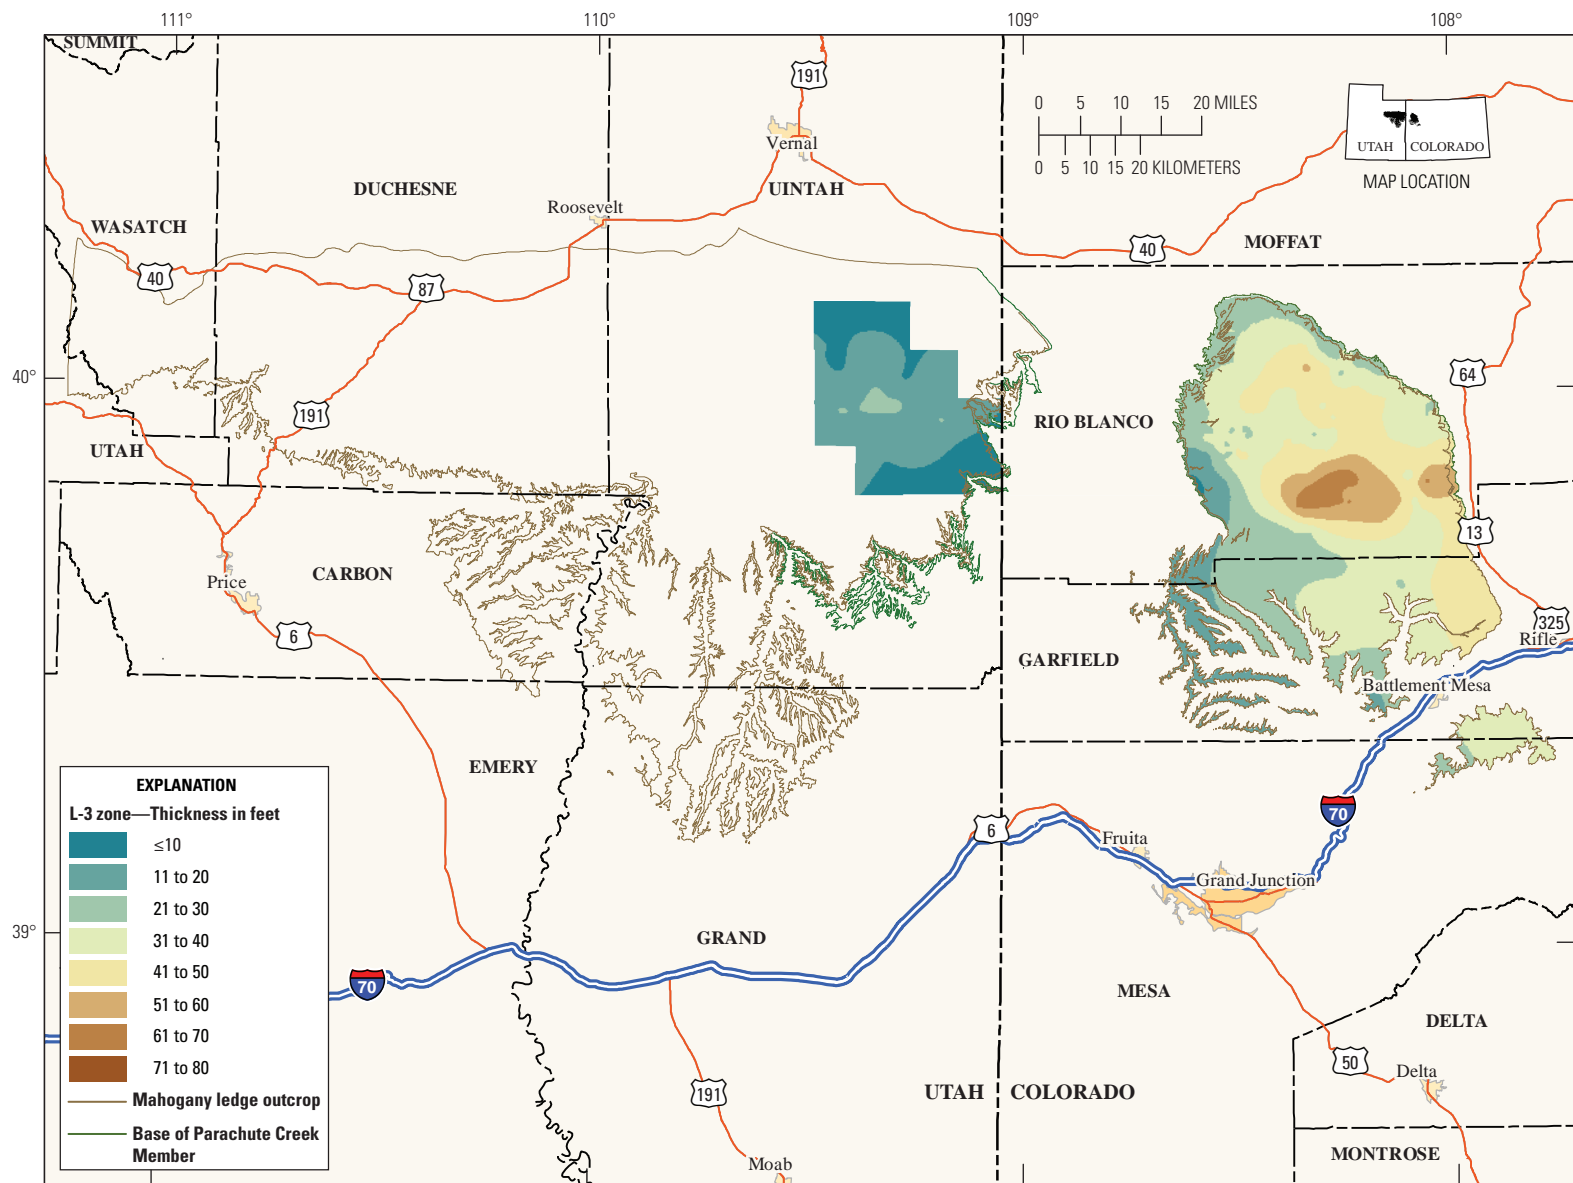 111°
110°
109°
108°
SUMMIT
191
0 5 10 15 20 MILES
0 5 10 15 20 KILOMETERS
Vernal
UTAH
COLORADO
MAP LOCATION
DUCHESNE
UINTAH
Roosevelt
WASATCH
MOFFAT
40
40
87
40°
64
191
RIO BLANCO
UTAH
13
CARBON
Price
6
325
Rifle
GARFIELD
Battlement Mesa
EMERY
70
6
Fruita
Grand Junction
39°
GRAND
70
MESA
DELTA
50
Delta
191
UTAH
COLORADO
MONTROSE
Moab
EXPLANATION
L-3 zone—Thickness in feet
≤10
11 to 20
21 to 30
31 to 40
41 to 50
51 to 60
61 to 70
71 to 80
Mahogany ledge outcrop
Base of Parachute Creek
Member